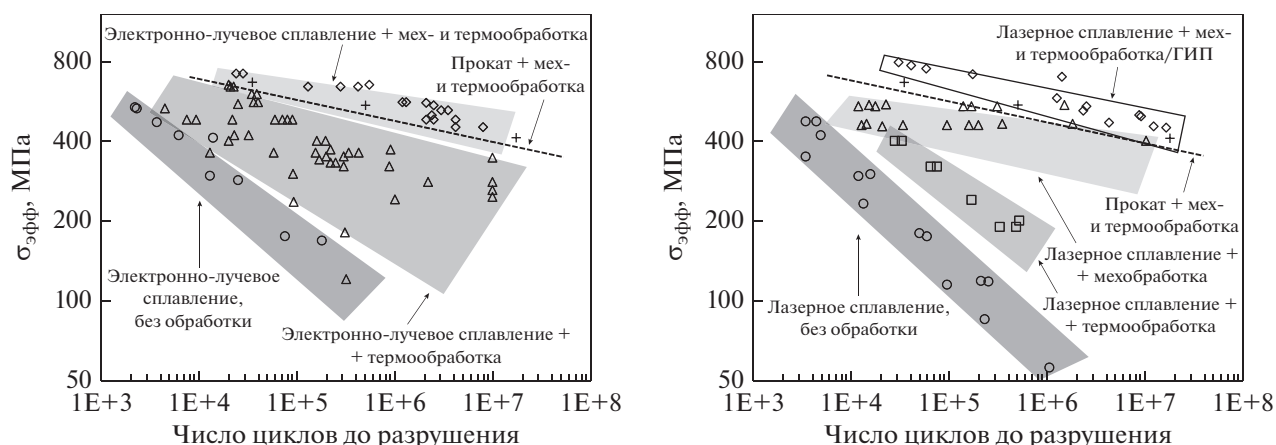 Электронно-лучевое сплавление + мех- и термообработка
Прокат + мех-
и термообработка
800
400
200
100
50
σэфф, МПа
Электронно-лучевое
сплавление,
без обработки
Электронно-лучевое сплавление +
+ термообработка
1E+3 1E+4 1E+5 1E+6 1E+7 1E+8
Число циклов до разрушения
Лазерное сплавление + мех-
и термообработка/ГИП
800
400
200
100
50
σэфф, МПа
Прокат + мех-
и термообработка
Лазерное сплавление +
+ мехобработка
Лазерное сплавление +
+ термообработка
Лазерное сплавление,
без обработки
1E+3 1E+4 1E+5 1E+6 1E+7 1E+8
Число циклов до разрушения